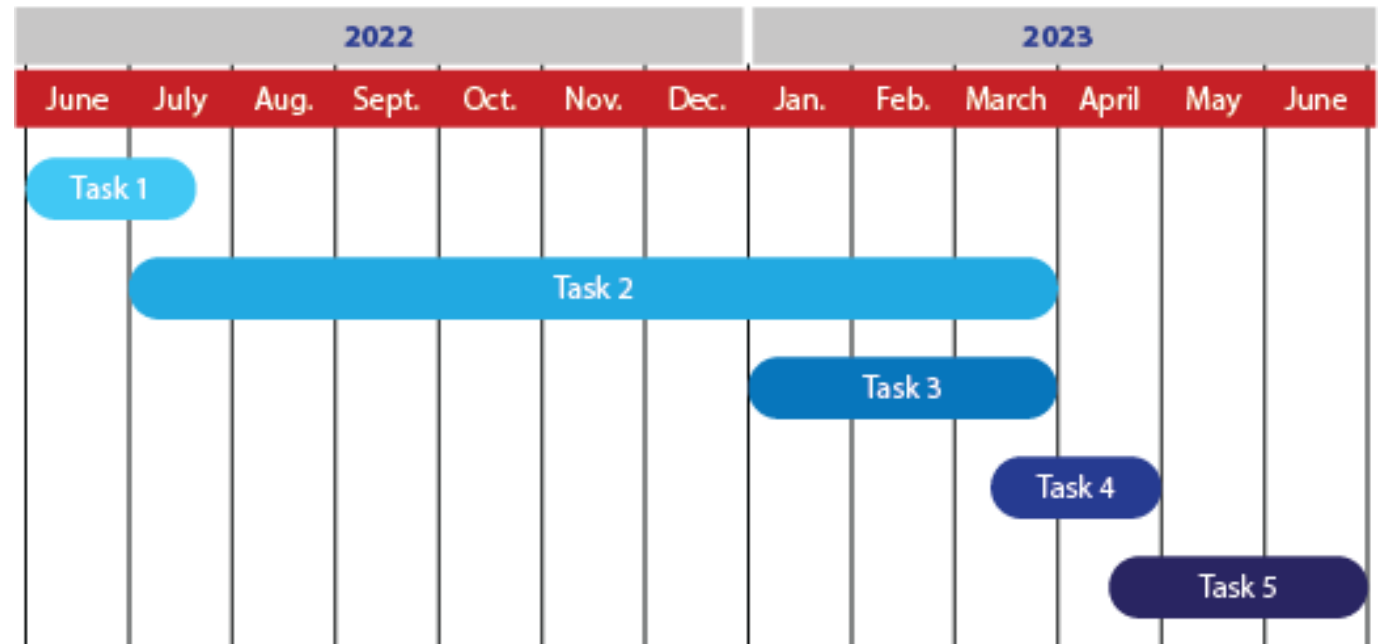 2022 2023
June July Aug. Sept. Oct. Nov. Dec. Jan. Feb. March April May June
Task 1
Task 2
Task 3
Task 4
Task 5